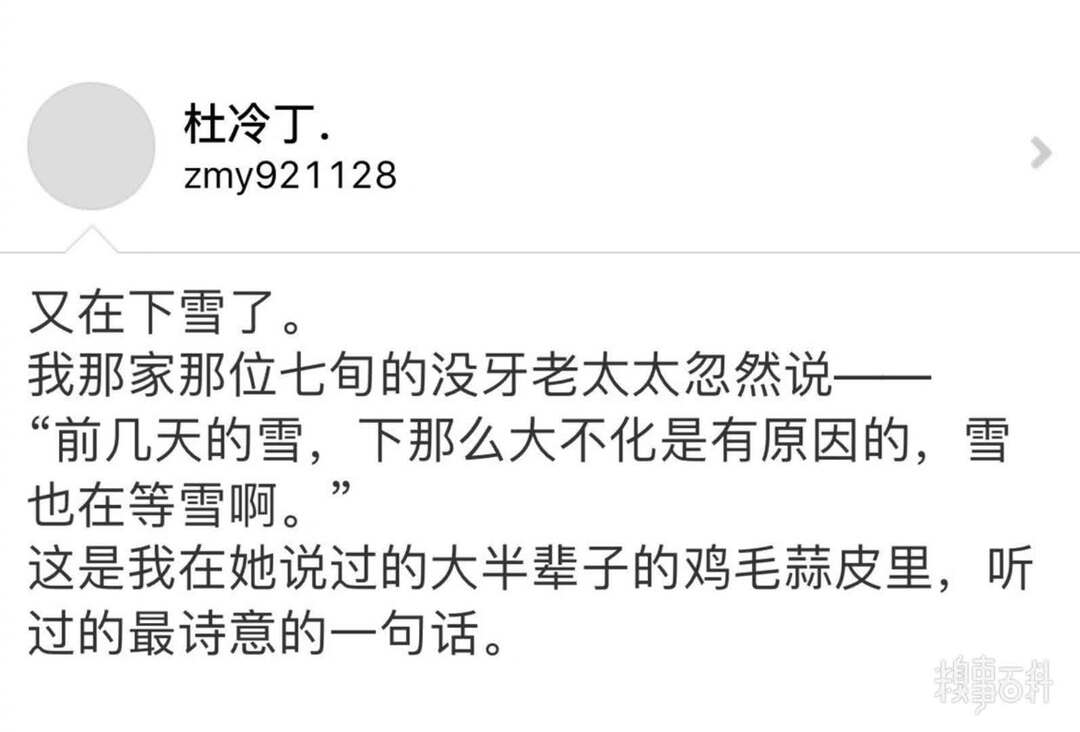 杜冷丁.
zmy921128
又在下雪了。
我那家那位七旬的没牙老太太忽然说——
“前几天的雪，下那么大不化是有原因的，雪
也在等雪啊。”
这是我在她说过的大半辈子的鸡毛蒜皮里，听
过的最诗意的一句话。
糗事百科